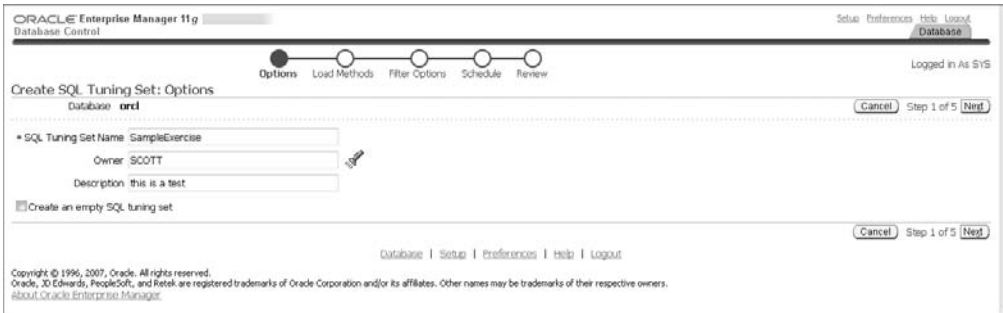 ORACLE Enterprise Manager 11g
Database Control
Setup Preferences Help Logout
Database
Logged in As SYS
Options Load Methods Filter Options Schedule Review
Create SQL Tuning Set: Options
Database orcl
Cancel Step 1 of 5 Next
* SQL Tuning Set Name SampleExercise
Owner SCOTT
Description this is a test
Create an empty SQL tuning set
Cancel Step 1 of 5 Next
Database | Setup | Preferences | Help | Logout
Copyright © 1996, 2007, Oracle. All rights reserved.
Oracle, JD Edwards, PeopleSoft, and Retek are registered trademarks of Oracle Corporation and/or its affiliates. Other names may be trademarks of their respective owners.
About Oracle Enterprise Manager